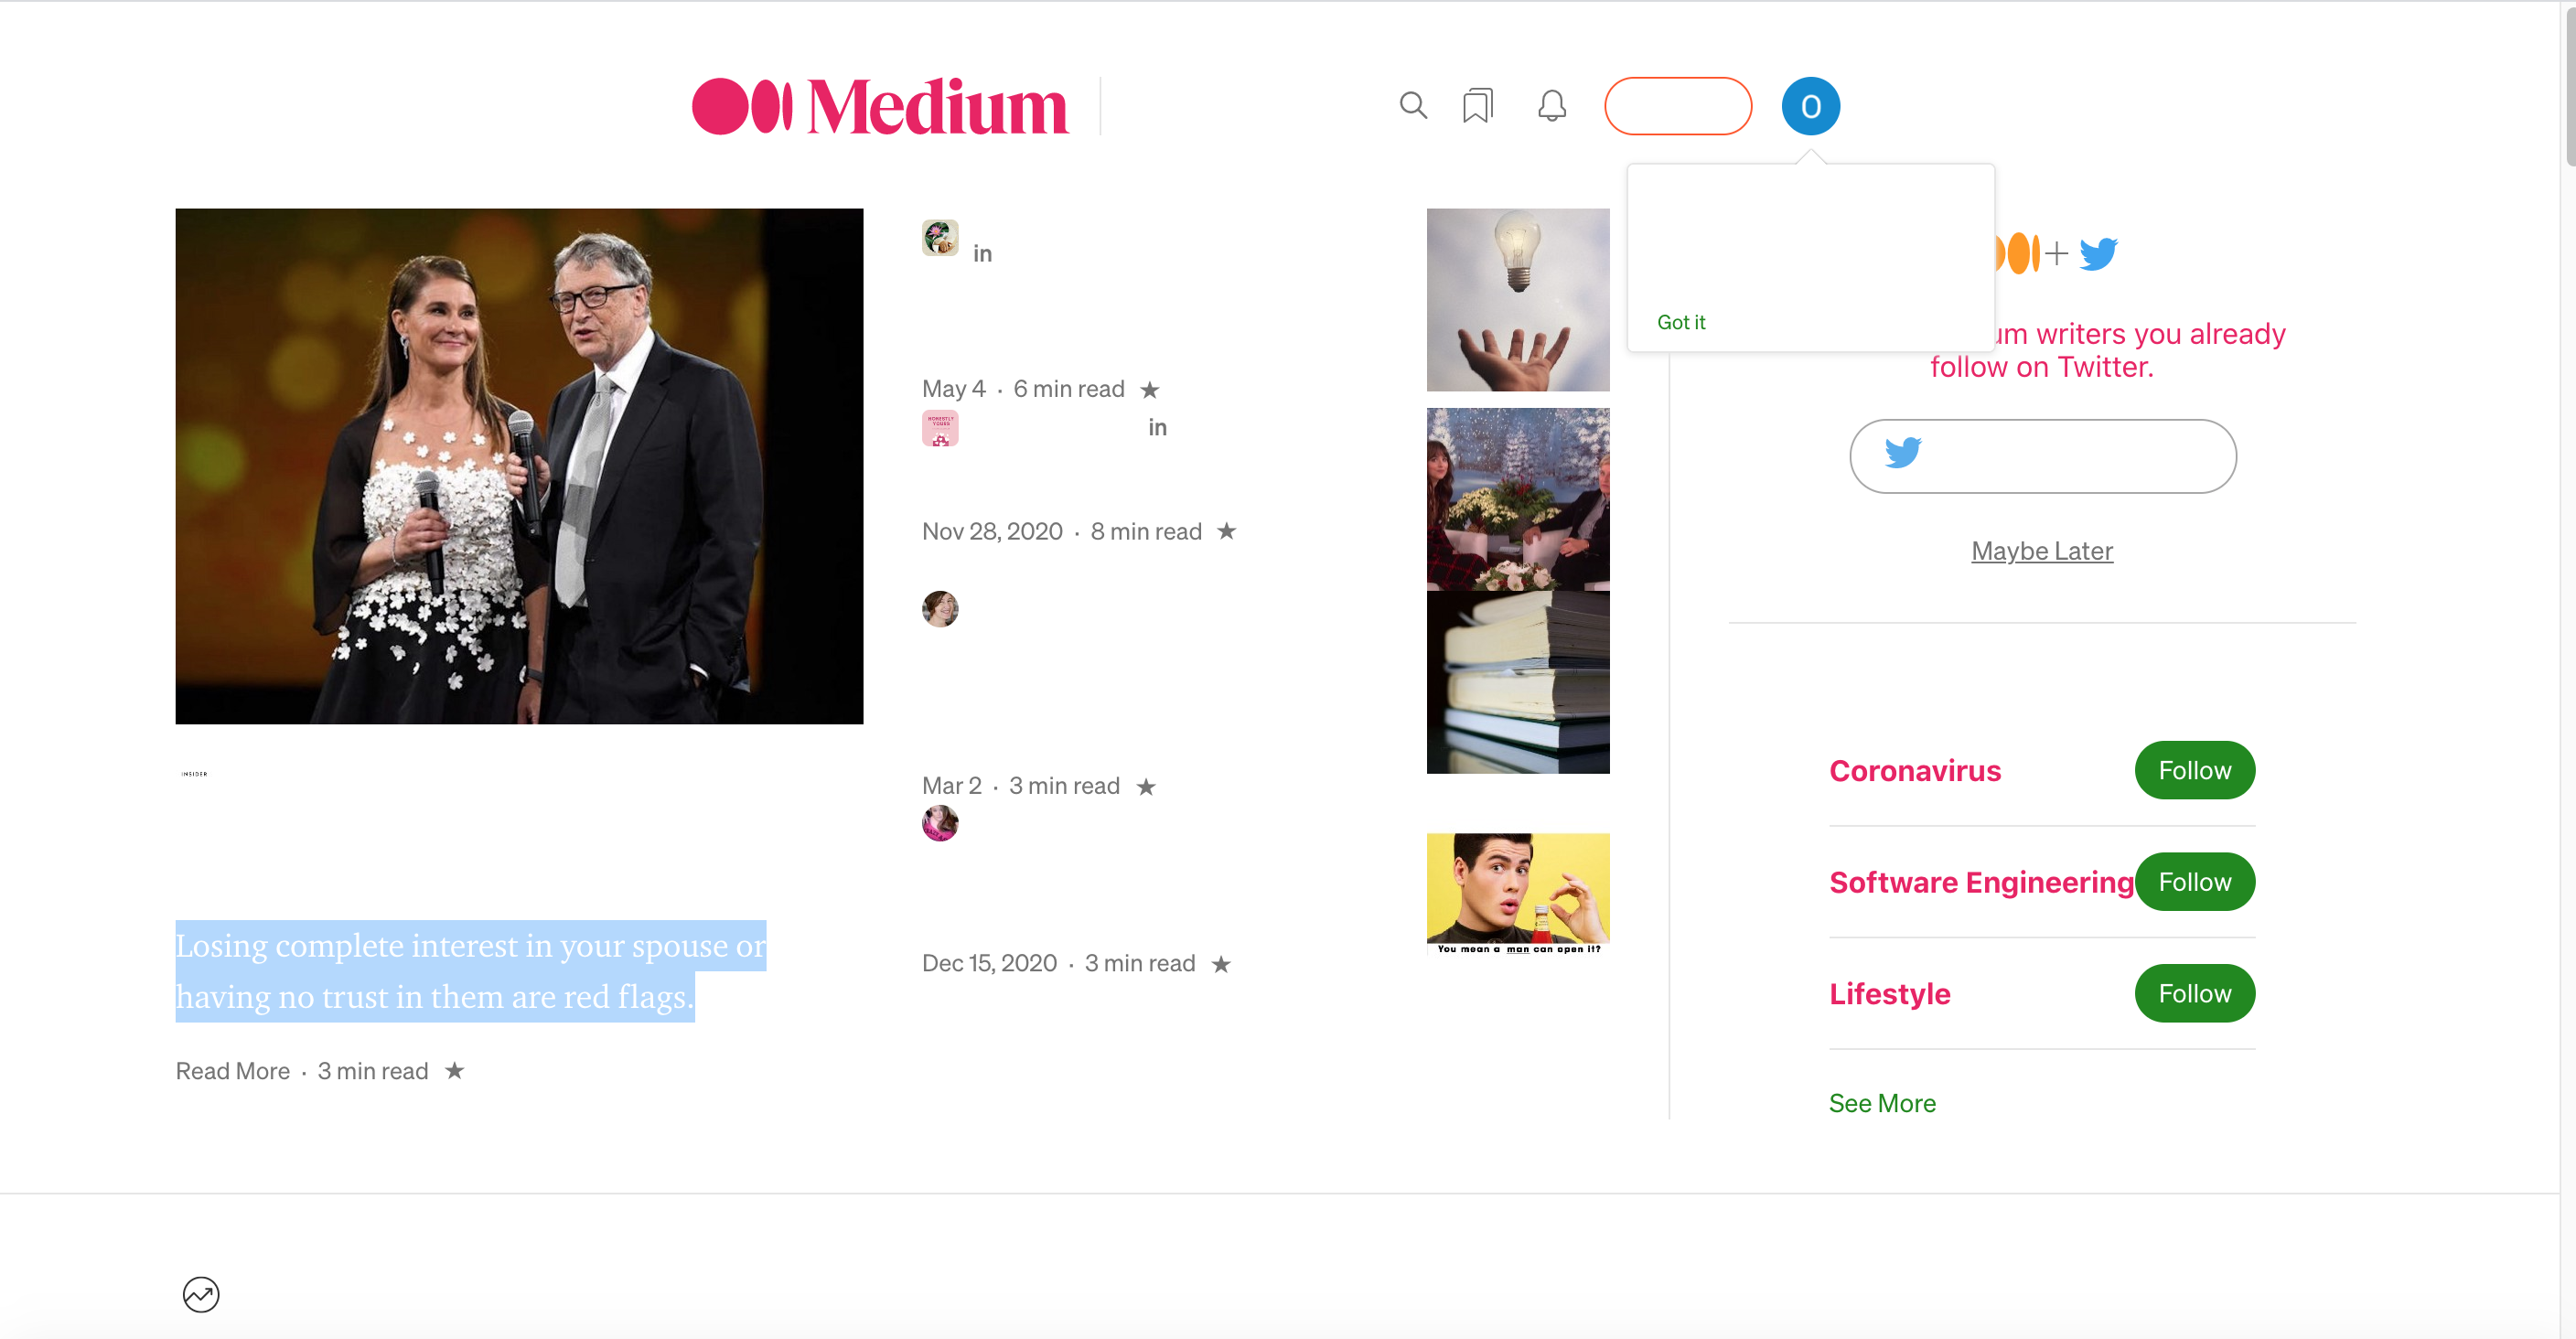 Medium
O
Got it
um writers you already
follow on Twitter.
Maybe Later
in
May 4 · 6 min read ★
HONESTLY
YOURS
in
Nov 28, 2020 · 8 min read ★
Mar 2 · 3 min read ★
Dec 15, 2020 · 3 min read ★
You mean a man can open it?
INSIDER
Losing complete interest in your spouse or
having no trust in them are red flags.
Read More · 3 min read ★
Coronavirus Follow
Software Engineering Follow
Lifestyle Follow
See More